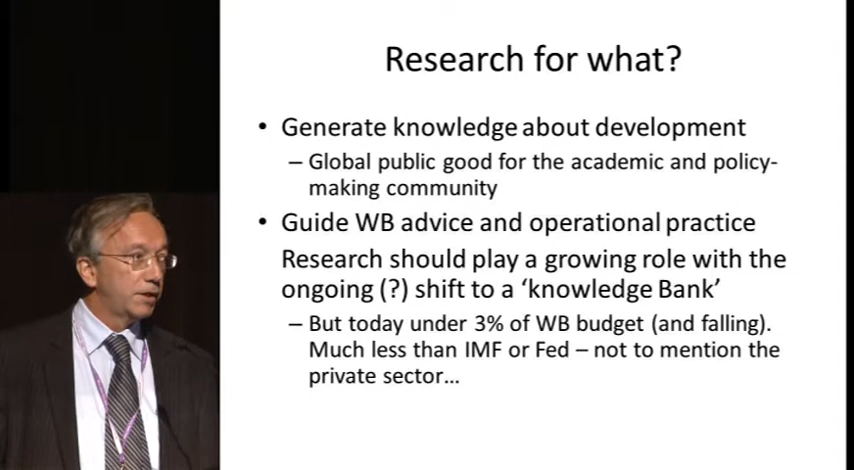 Research for what?
• Generate knowledge about development
– Global public good for the academic and policy-
making community
• Guide WB advice and operational practice
Research should play a growing role with the
ongoing (?) shift to a ‘knowledge Bank’
– But today under 3% of WB budget (and falling).
Much less than IMF or Fed – not to mention the
private sector…